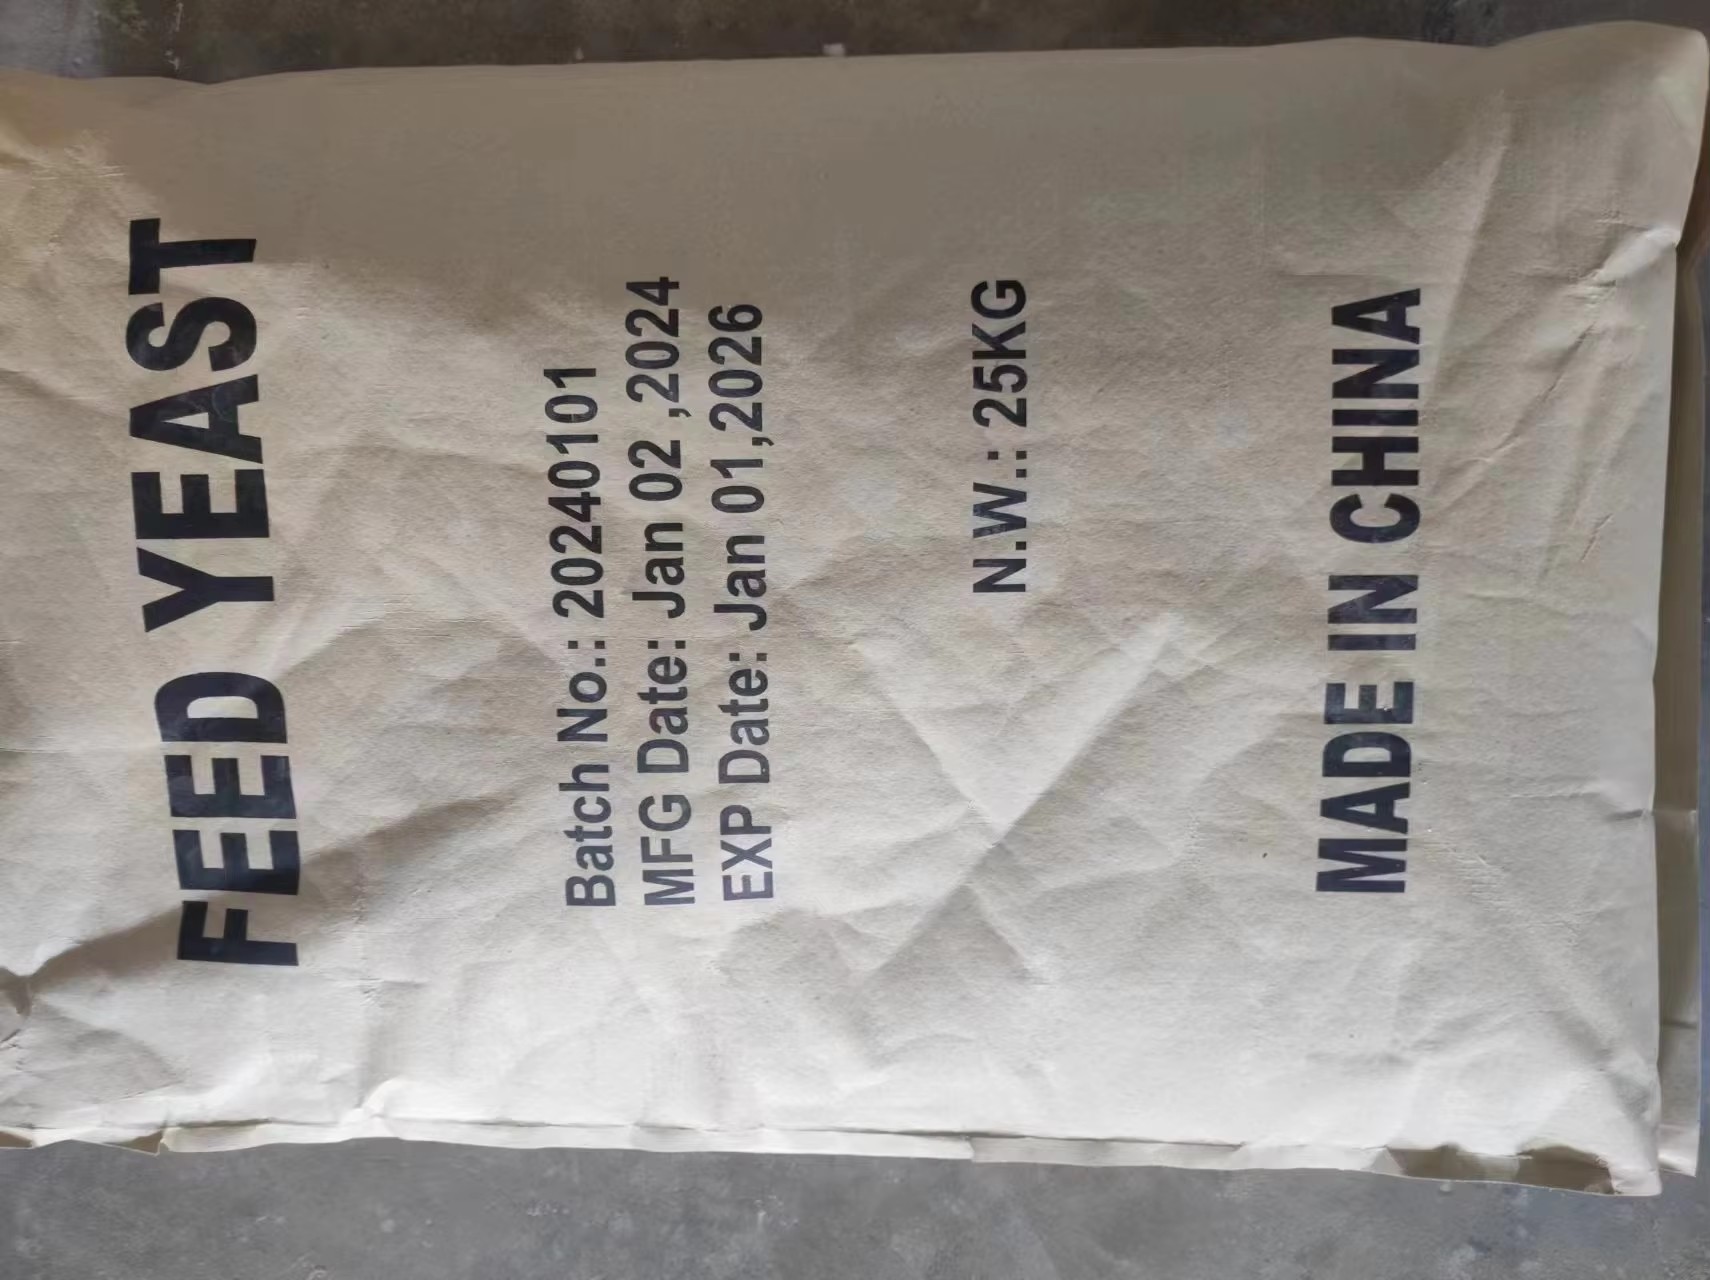 FEED YEAST
Batch No.: 20240101
MFG Date: Jan 02 ,2024
EXP Date: Jan 01,2026
N.W.: 25KG
MADE IN CHINA